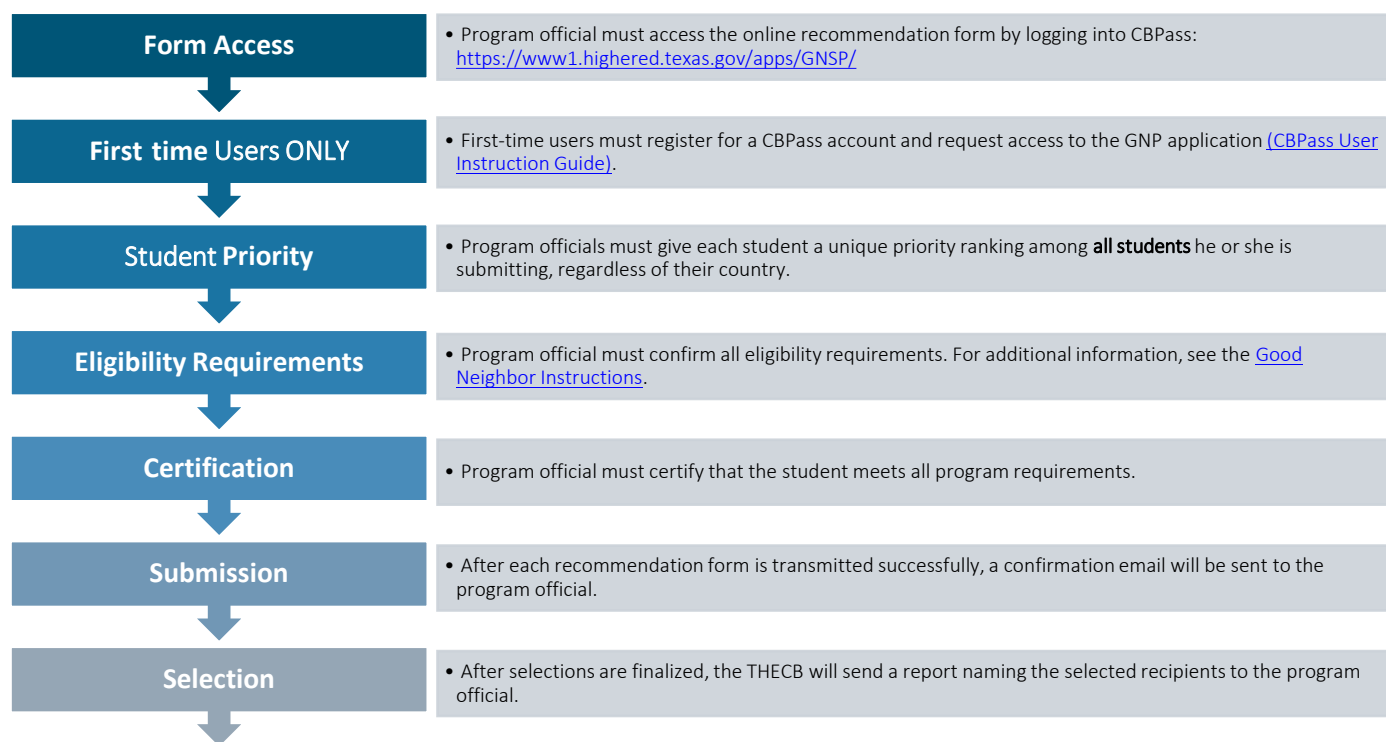 Form Access
• Program official must access the online recommendation form by logging into CBPass:
https://www1.highered.texas.gov/apps/GNSP/
First time Users ONLY
• First-time users must register for a CBPass account and request access to the GNP application (CBPass User
Instruction Guide).
Student Priority
• Program officials must give each student a unique priority ranking among all students he or she is
submitting, regardless of their country.
Eligibility Requirements
• Program official must confirm all eligibility requirements. For additional information, see the Good
Neighbor Instructions.
Certification
• Program official must certify that the student meets all program requirements.
Submission
• After each recommendation form is transmitted successfully, a confirmation email will be sent to the
program official.
Selection
• After selections are finalized, the THECB will send a report naming the selected recipients to the program
official.